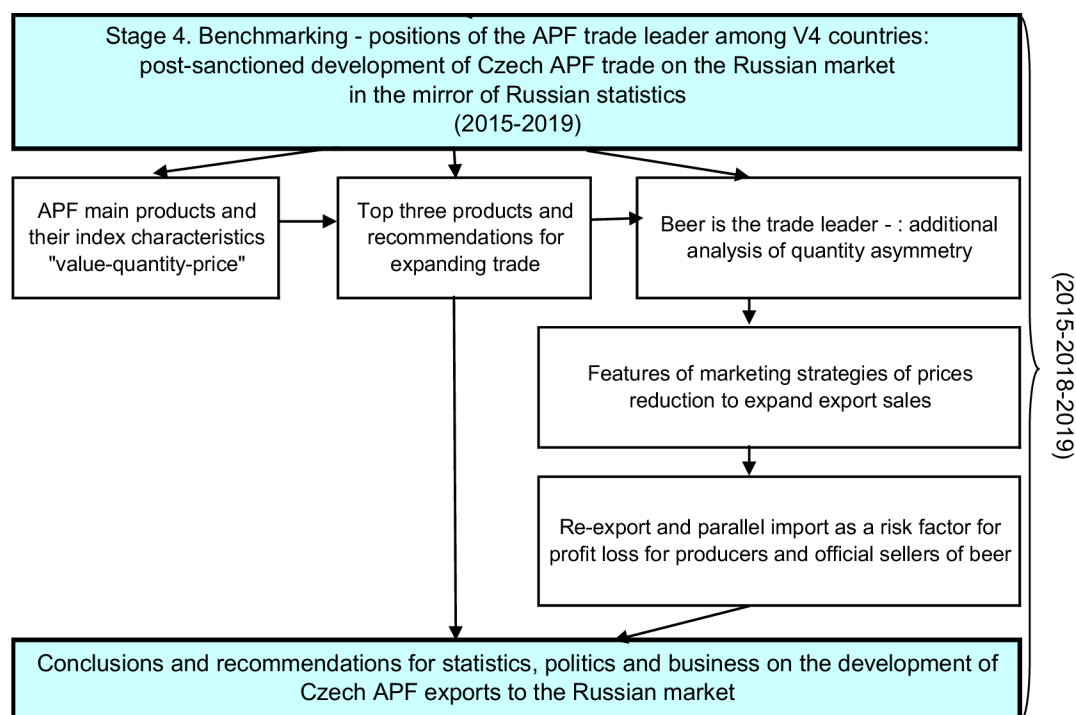 Stage 4. Benchmarking - positions of the APF trade leader among V4 countries:
post-sanctioned development of Czech APF trade on the Russian market
in the mirror of Russian statistics
(2015-2019)
APF main products and
their index characteristics
"value-quantity-price"
Top three products and
recommendations for
expanding trade
Beer is the trade leader - : additional
analysis of quantity asymmetry
Features of marketing strategies of prices
reduction to expand export sales
Re-export and parallel import as a risk factor for
profit loss for producers and official sellers of beer
(2015-2018-2019)
Conclusions and recommendations for statistics, politics and business on the development of
Czech APF exports to the Russian market